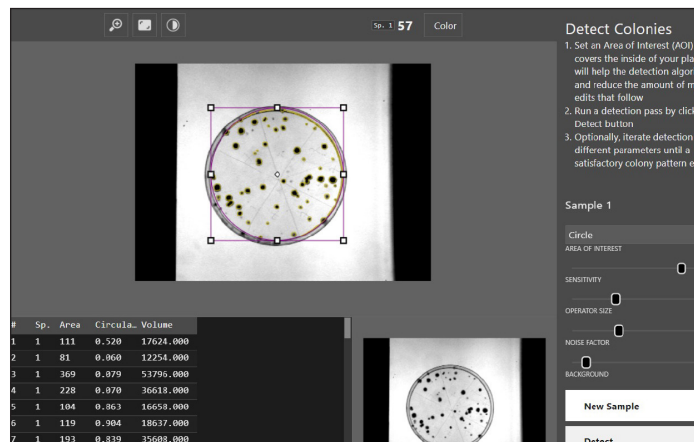 Sp. 1 57 Color
Detect Colonies
1. Set an Area of Interest (AOI)
covers the inside of your pla
will help the detection algor
and reduce the amount of m
edits that follow
2. Run a detection pass by click
Detect button
3. Optionally, iterate detection
different parameters until a
satisfactory colony pattern e
Sample 1
Circle
AREA OF INTEREST
SENSITIVITY
OPERATOR SIZE
NOISE FACTOR
BACKGROUND
New Sample
Detect
# Sp. Area Circula… Volume
1 1 111 0.520 17624.000
2 1 81 0.060 12254.000
3 1 369 0.079 53796.000
4 1 228 0.070 36618.000
5 1 104 0.863 16658.000
6 1 119 0.904 18637.000
7 1 193 0.839 35608.000